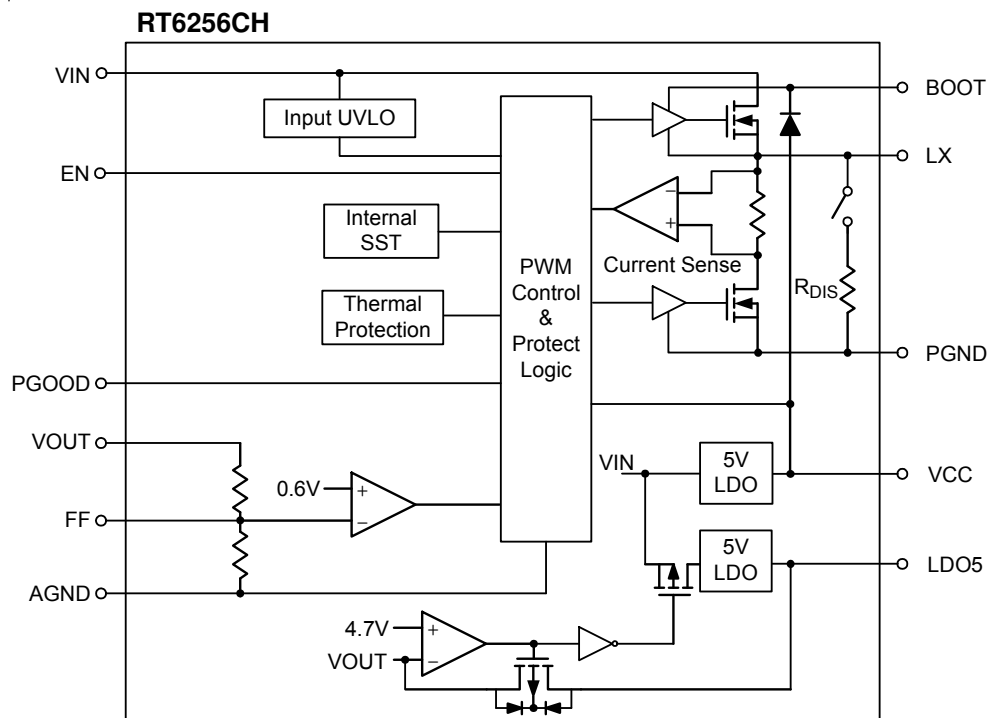 RT6256CH
VIN
BOOT
Input UVLO
LX
EN
Internal
SST
PWM
Control
&
Protect
Logic
Current Sense
RDIS
Thermal
Protection
PGND
PGOOD
VOUT
VIN
5V
LDO
VCC
0.6V
+
−
FF
5V
LDO
LDO5
AGND
4.7V
+
VOUT
−
−
+